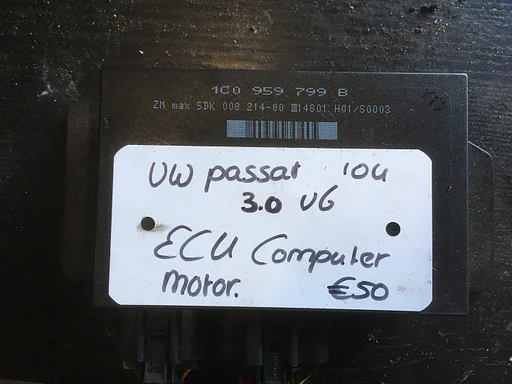 1C0 959 799 B
ZM max 5DK 008 214-00 14801 H01/S0003
VW passat '04
3.0 V6
ECU Computer
motor. €50